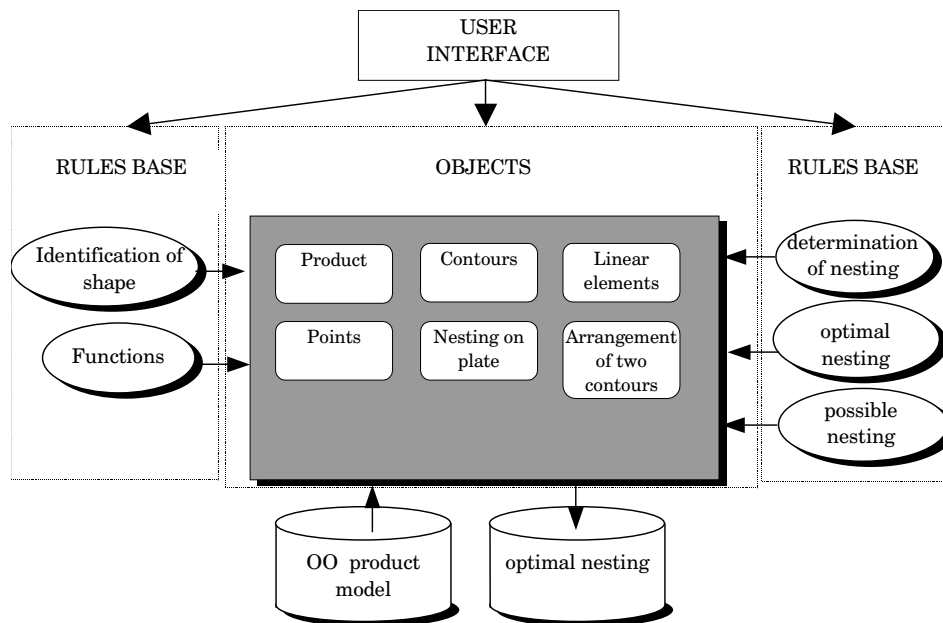 USER
INTERFACE
RULES BASE
OBJECTS
RULES BASE
Identification of
shape
Functions
Product
Contours
Linear
elements
Points
Nesting on
plate
Arrangement
of two
contours
determination
of nesting
optimal
nesting
possible
nesting
OO product
model
optimal nesting